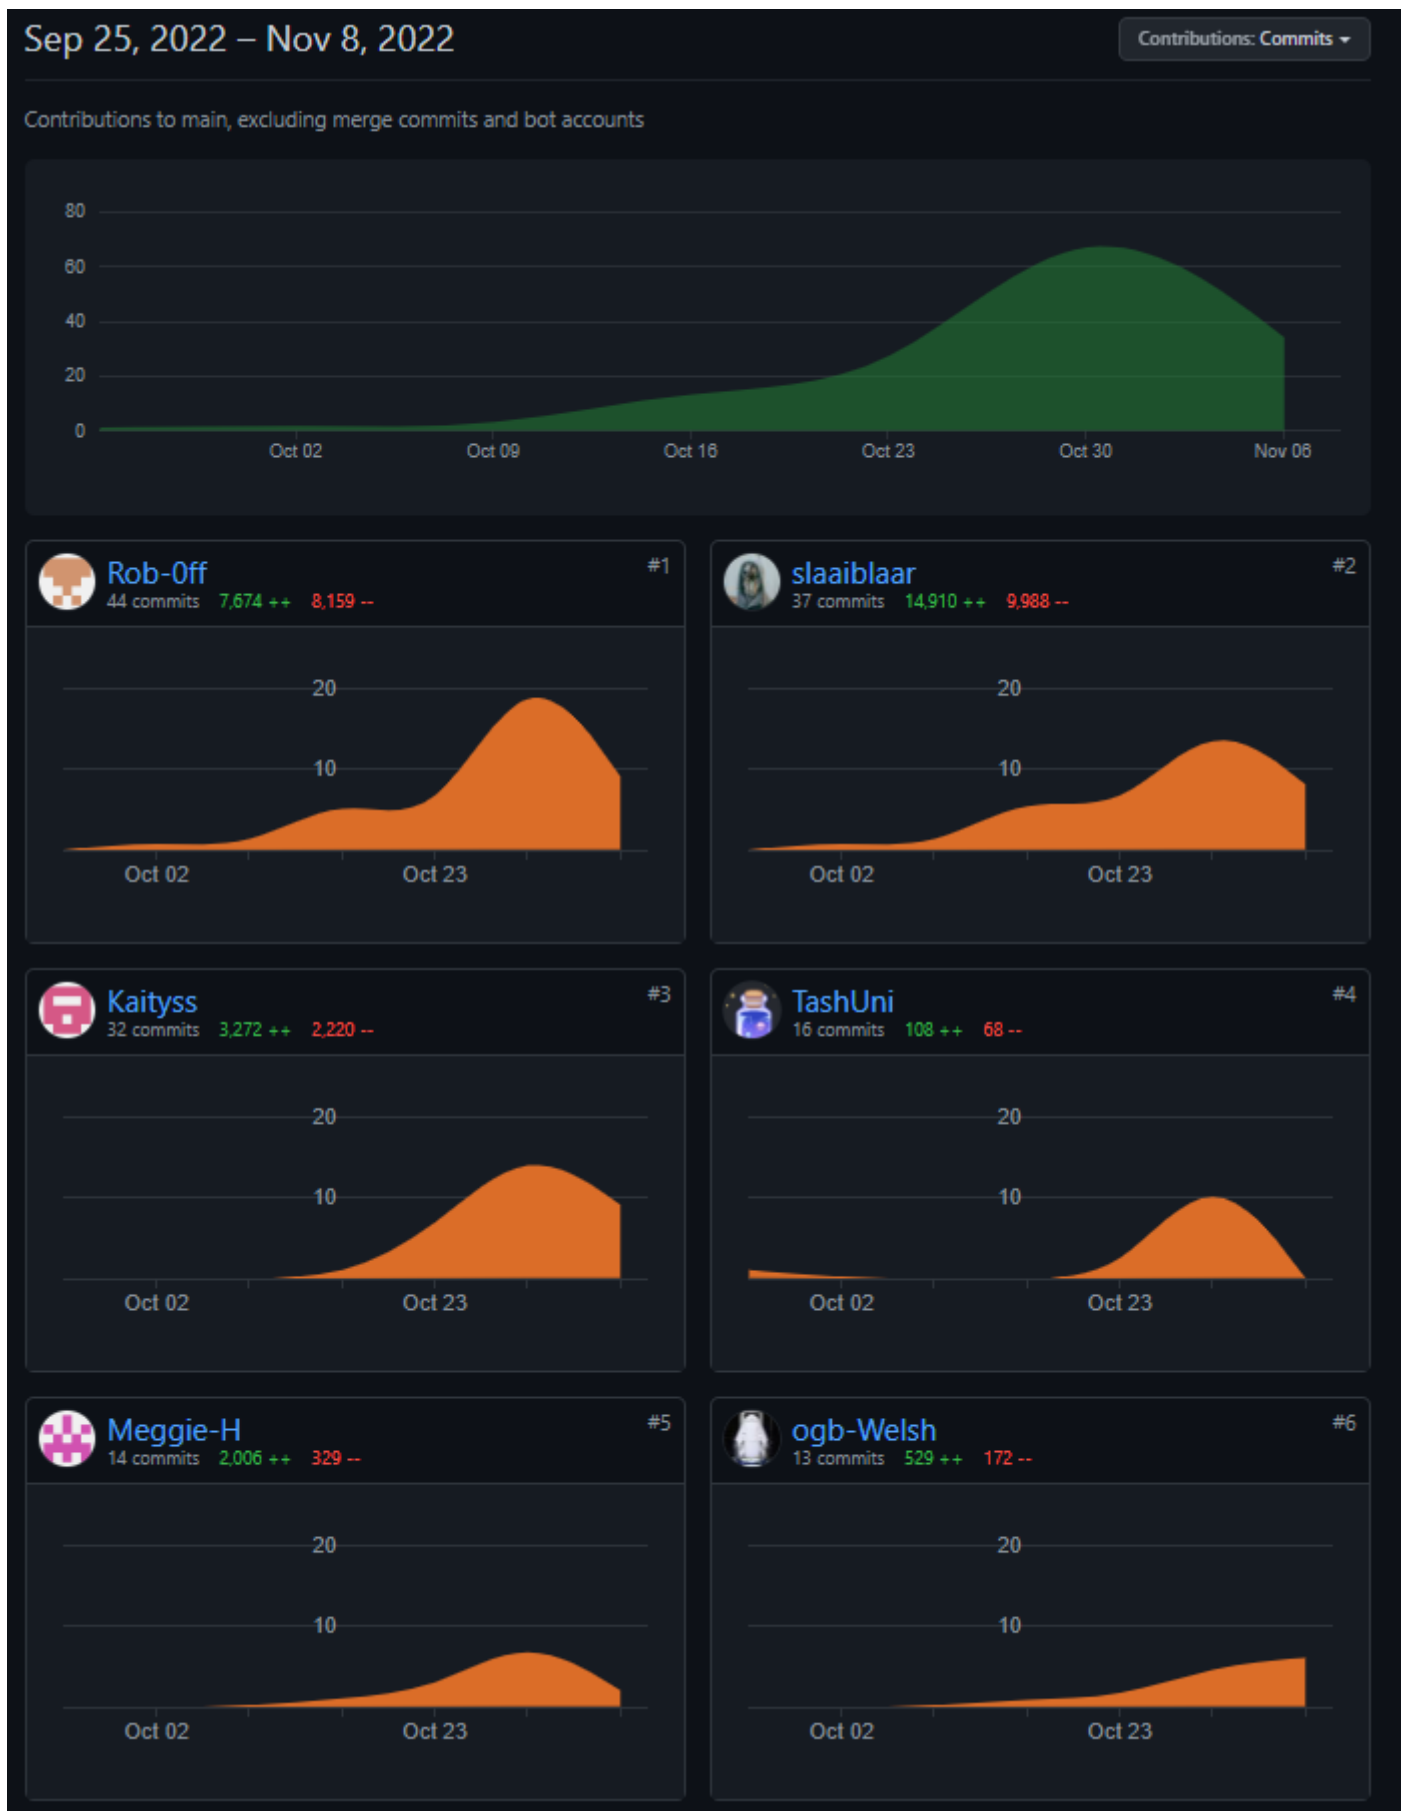 Sep 25, 2022 – Nov 8, 2022
Contributions: Commits
Contributions to main, excluding merge commits and bot accounts
80
60
40
20
0
Oct 02 Oct 09 Oct 16 Oct 23 Oct 30 Nov 06
Rob-0ff #1
44 commits 7,674 ++ 8,159 --
20
10
Oct 02 Oct 23
slaaiblaar #2
37 commits 14,910 ++ 9,988 --
20
10
Oct 02 Oct 23
Kaityss #3
32 commits 3,272 ++ 2,220 --
20
10
Oct 02 Oct 23
TashUni #4
16 commits 108 ++ 68 --
20
10
Oct 02 Oct 23
Meggie-H #5
14 commits 2,006 ++ 329 --
20
10
Oct 02 Oct 23
ogb-Welsh #6
13 commits 529 ++ 172 --
20
10
Oct 02 Oct 23